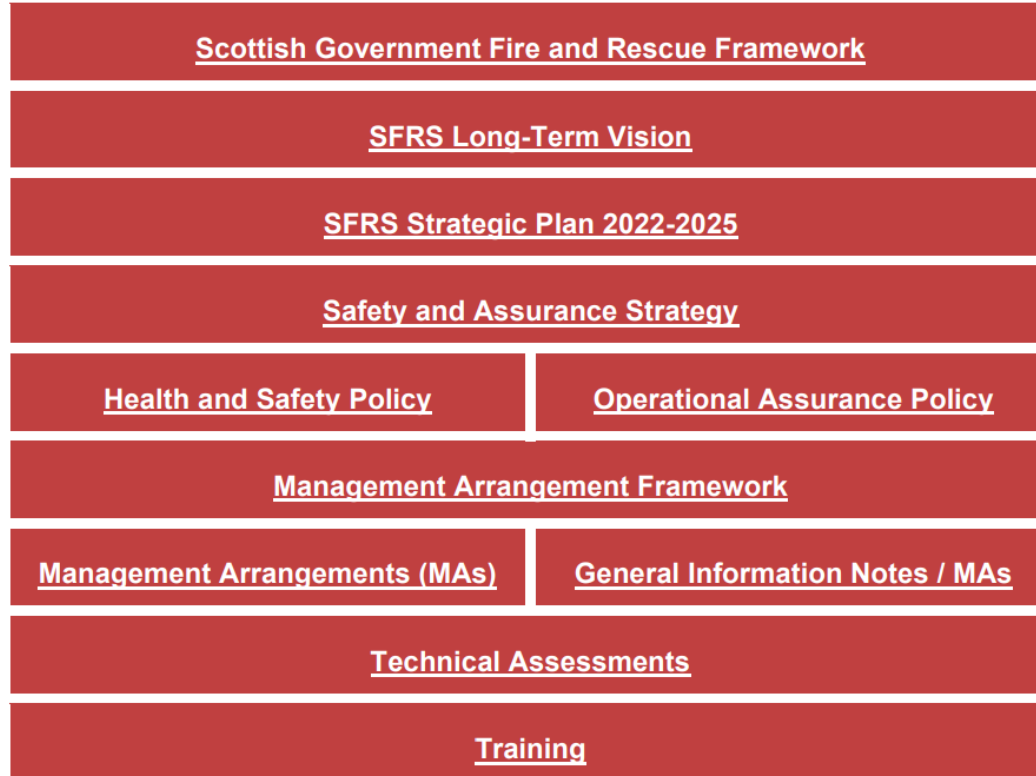 Scottish Government Fire and Rescue Framework
SFRS Long-Term Vision
SFRS Strategic Plan 2022-2025
Safety and Assurance Strategy
Health and Safety Policy
Operational Assurance Policy
Management Arrangement Framework
Management Arrangements (MAs)
General Information Notes / MAs
Technical Assessments
Training